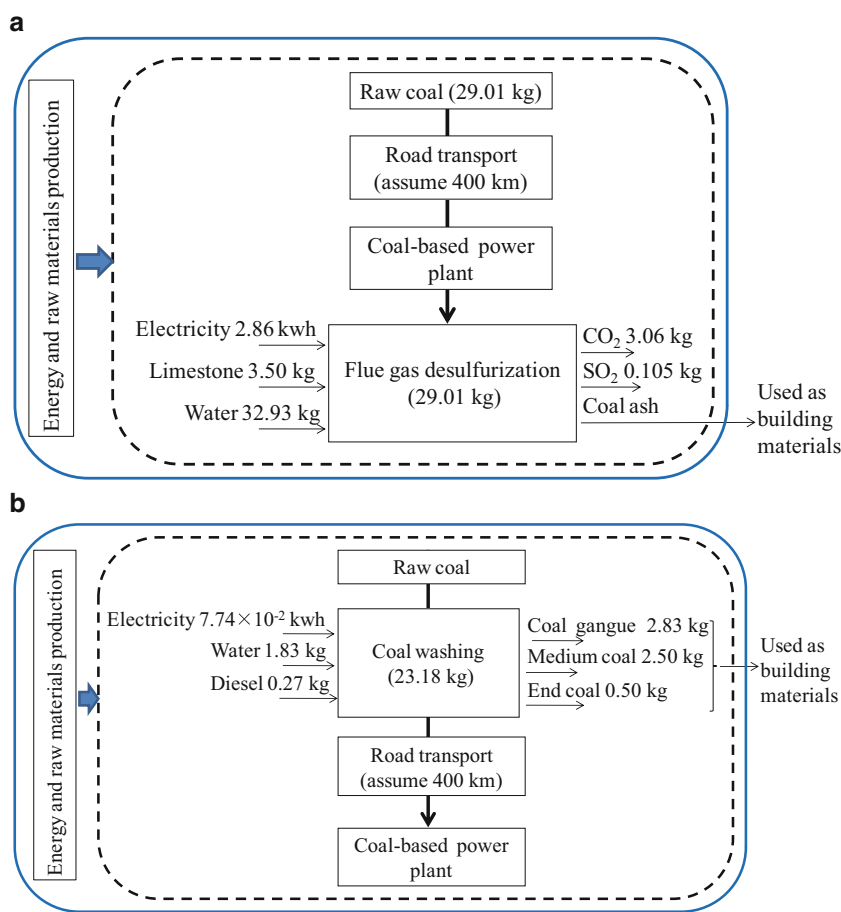 a
Energy and raw materials production
Raw coal (29.01 kg)
Road transport
(assume 400 km)
Coal-based power
plant
Electricity 2.86 kwh
Limestone 3.50 kg
Water 32.93 kg
Flue gas desulfurization
(29.01 kg)
CO₂ 3.06 kg
SO₂ 0.105 kg
Coal ash
Used as
building
materials
b
Energy and raw materials production
Raw coal
Electricity 7.74×10⁻² kwh
Water 1.83 kg
Diesel 0.27 kg
Coal washing
(23.18 kg)
Coal gangue 2.83 kg
Medium coal 2.50 kg
End coal 0.50 kg
Used as
building
materials
Road transport
(assume 400 km)
Coal-based power
plant